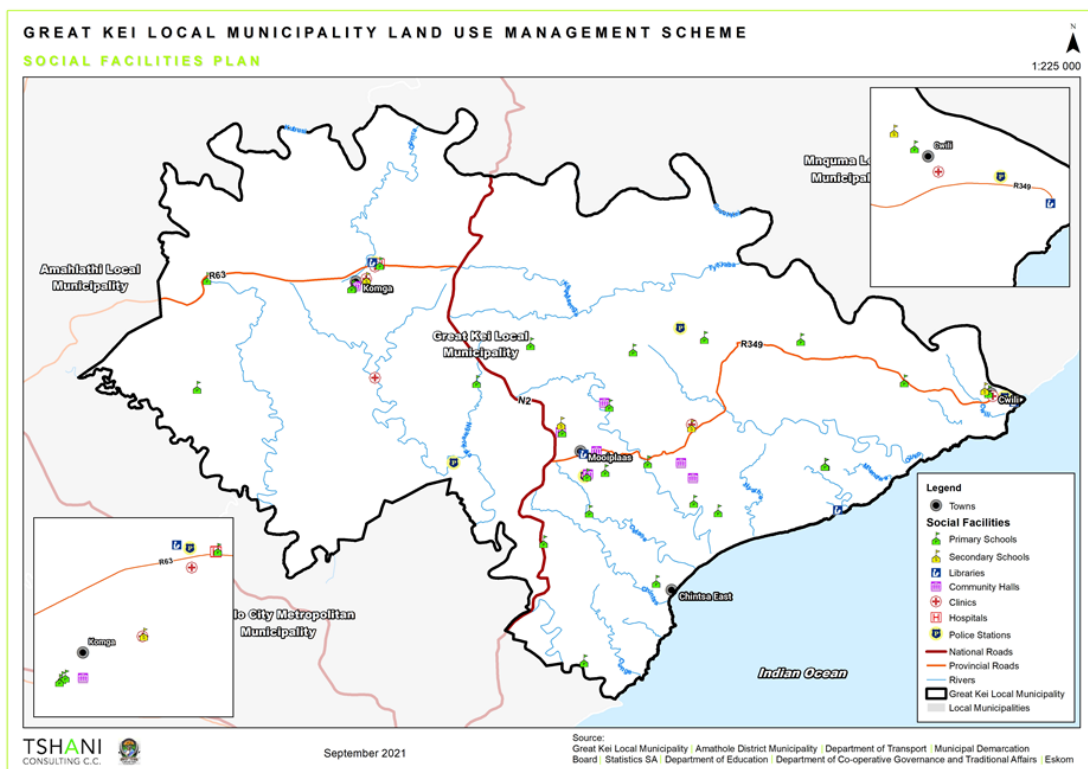 GREAT KEI LOCAL MUNICIPALITY LAND USE MANAGEMENT SCHEME
SOCIAL FACILITIES PLAN
N
1:225 000
Mnquma Lo
Municipal
Cwili
R349
Amahlathi Local
Municipality
R63
Komga
Great Kei Local
Municipality
R349
N2
Cwili
Mooiplaas
Chintsa East
lo City Metropolitan
Municipality
Indian Ocean
R63
Komga
Legend
Towns
Social Facilities
Primary Schools
Secondary Schools
Libraries
Community Halls
Clinics
Hospitals
Police Stations
National Roads
Provincial Roads
Rivers
Great Kei Local Municipality
Local Municipalities
TSHANI
CONSULTING C.C.
September 2021
Source:
Great Kei Local Municipality | Amathole District Municipality | Department of Transport | Municipal Demarcation
Board | Statistics SA | Department of Education | Department of Co-operative Governance and Traditional Affairs | Eskom